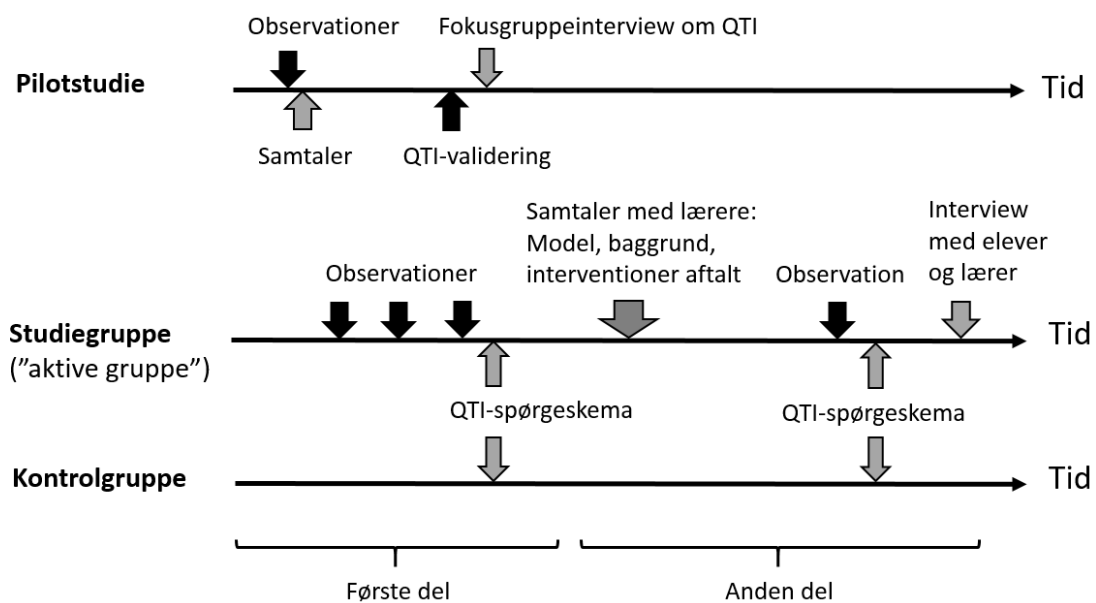 Observationer
Fokusgruppeinterview om QTI
Pilotstudie
Tid
Samtaler
QTI-validering
Samtaler med lærere:
Model, baggrund,
interventioner aftalt
Interview
med elever
og lærer
Observationer
Observation
Studiegruppe
("aktive gruppe")
Tid
QTI-spørgeskema
QTI-spørgeskema
Kontrolgruppe
Tid
Første del
Anden del